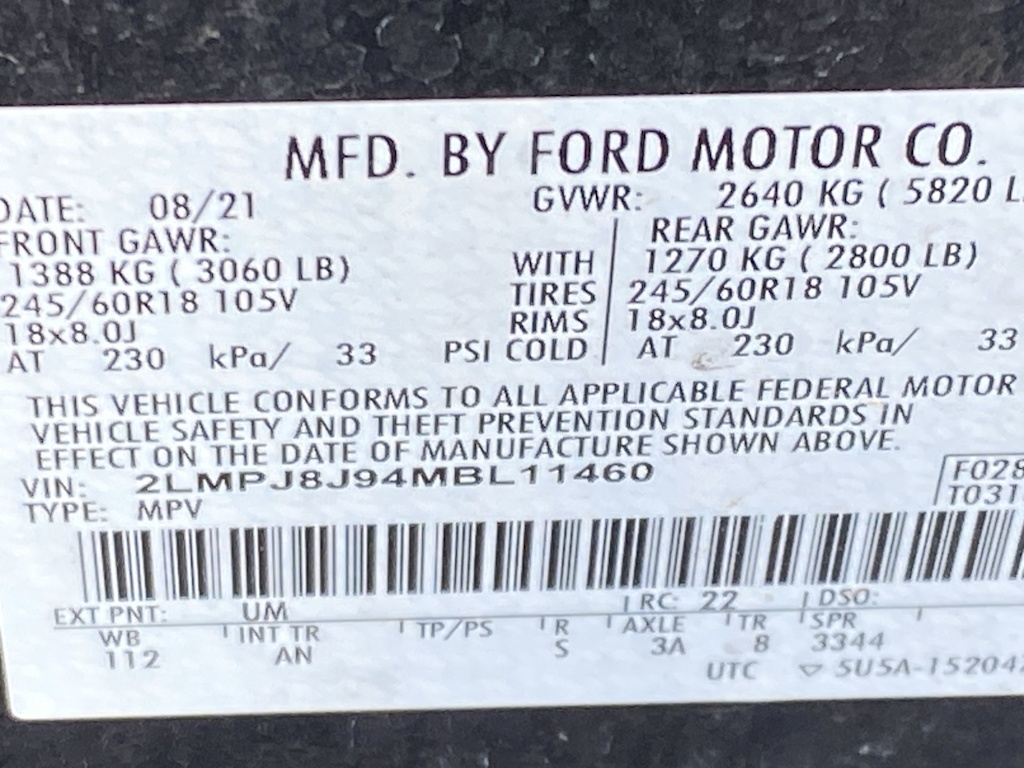 MFD. BY FORD MOTOR CO.
DATE: 08/21 GVWR: 2640 KG ( 5820 L
FRONT GAWR: REAR GAWR:
1388 KG ( 3060 LB) WITH 1270 KG ( 2800 LB)
245/60R18 105V TIRES 245/60R18 105V
18x8.0J RIMS 18x8.0J
AT 230 kPa/ 33 PSI COLD AT 230 kPa/ 33
THIS VEHICLE CONFORMS TO ALL APPLICABLE FEDERAL MOTOR
VEHICLE SAFETY AND THEFT PREVENTION STANDARDS IN
EFFECT ON THE DATE OF MANUFACTURE SHOWN ABOVE.
VIN: 2LMPJ8J94MBL11460 F028
TYPE: MPV T031
EXT PNT: UM RC: 22 DSO:
WB INT TR TP/PS R AXLE TR SPR
112 AN S 3A 8 3344
UTC ▽ 5U5A-15204